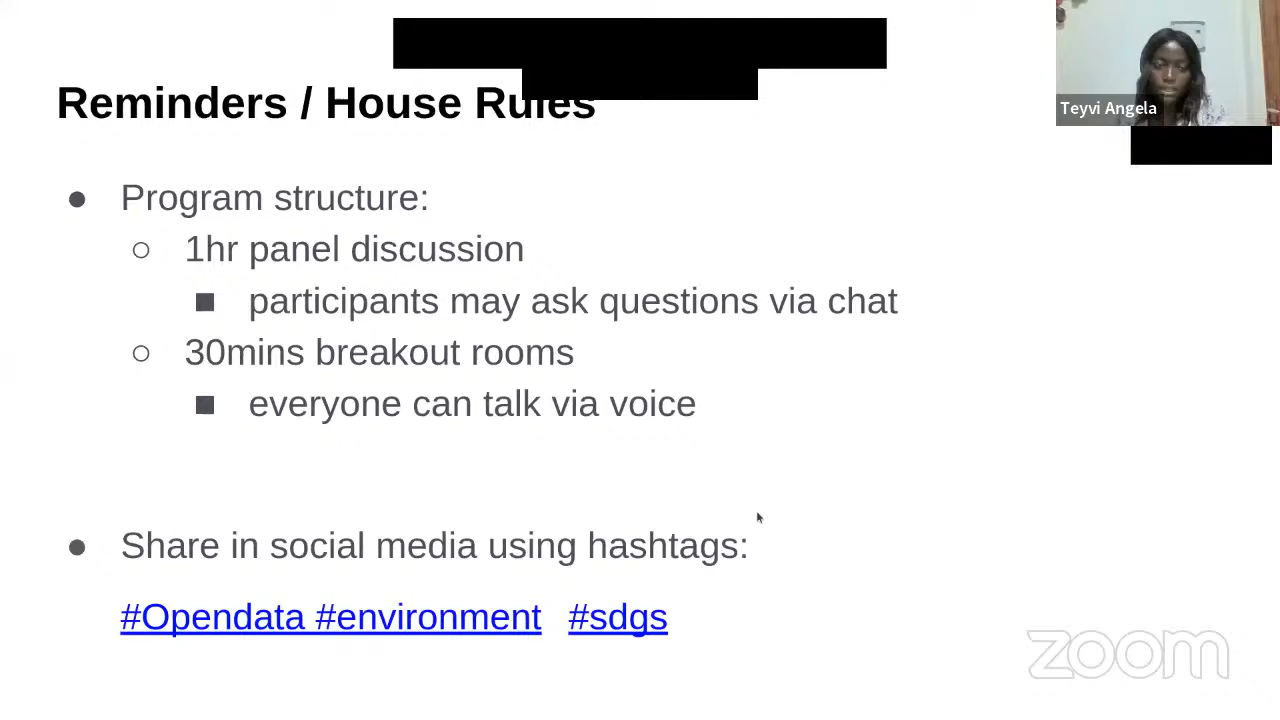 Reminders / House Rules
● Program structure:
○ 1hr panel discussion
■ participants may ask questions via chat
○ 30mins breakout rooms
■ everyone can talk via voice
● Share in social media using hashtags:
#Opendata #environment #sdgs
Teyvi Angela
zoom